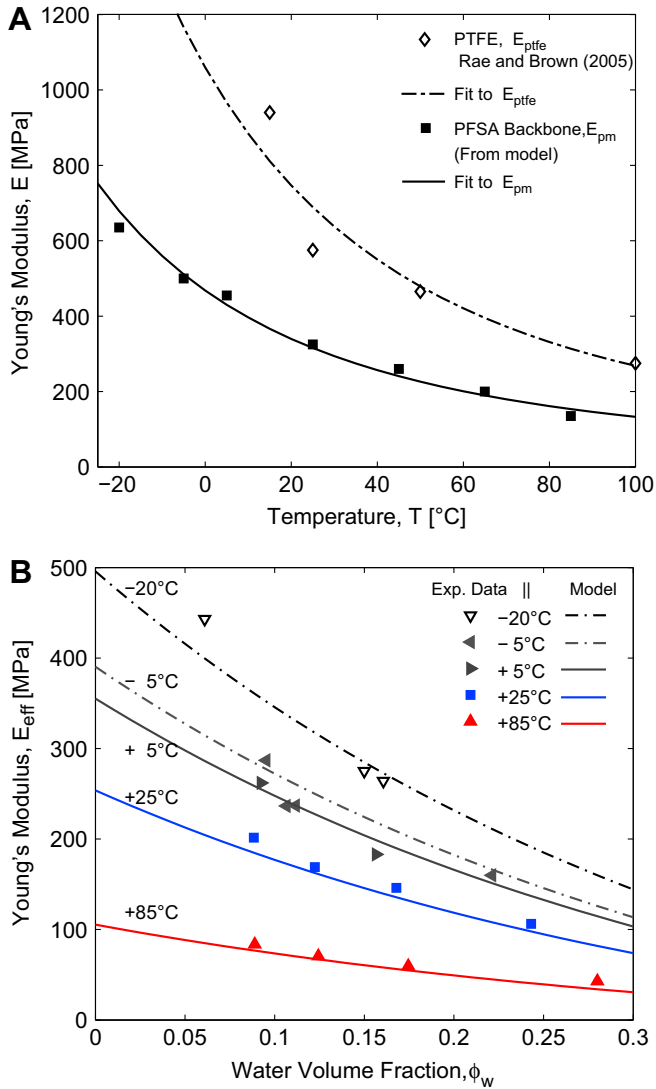 A
1200
1000
800
600
400
200
0
Young's Modulus, E [MPa]
PTFE, E_ptfe
Rae and Brown (2005)
Fit to E_ptfe
PFSA Backbone,E_pm
(From model)
Fit to E_pm
−20 0 20 40 60 80 100
Temperature, T [°C]
B
500
400
300
200
100
0
Young's Modulus, E_eff [MPa]
−20°C
− 5°C
+ 5°C
+25°C
+85°C
Exp. Data || Model
−20°C
− 5°C
+ 5°C
+25°C
+85°C
0 0.05 0.1 0.15 0.2 0.25 0.3
Water Volume Fraction,ϕ_w